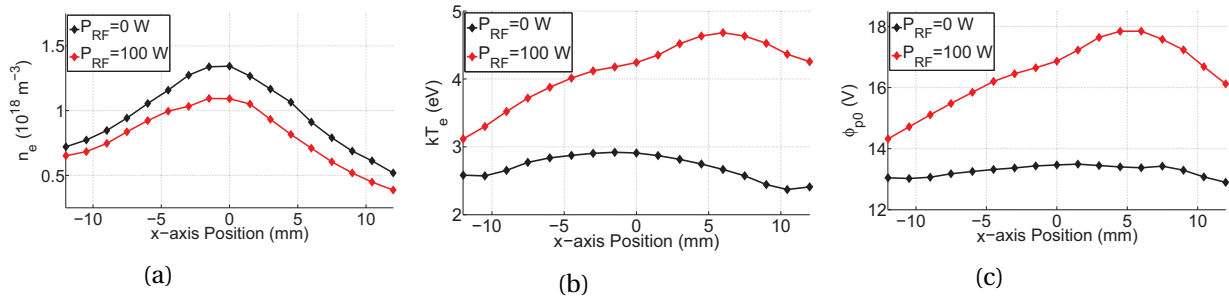 P_RF=0 W
P_RF=100 W
1.5
1
0.5
n_e (10^18 m^−3)
−10
−5
0
5
10
x−axis Position (mm)
(a)
P_RF=0 W
P_RF=100 W
5
4
3
2
kT_e (eV)
−10
−5
0
5
10
x−axis Position (mm)
(b)
P_RF=0 W
P_RF=100 W
18
16
14
12
ϕ_p0 (V)
−10
−5
0
5
10
x−axis Position (mm)
(c)